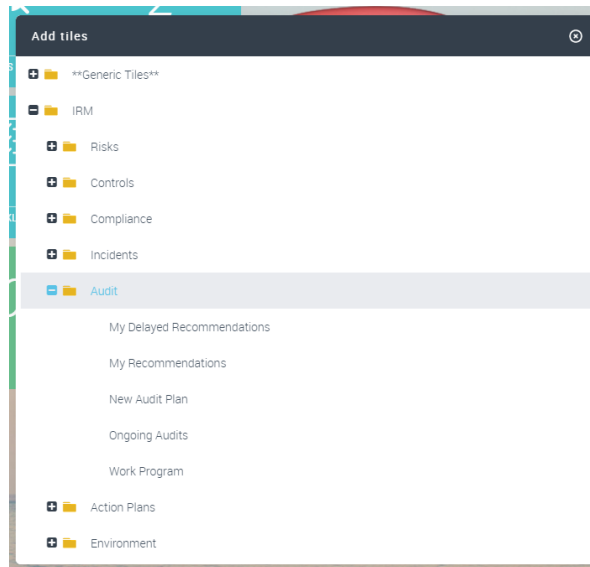 Add tiles
**Generic Tiles**
IRM
Risks
Controls
Compliance
Incidents
Audit
My Delayed Recommendations
My Recommendations
New Audit Plan
Ongoing Audits
Work Program
Action Plans
Environment